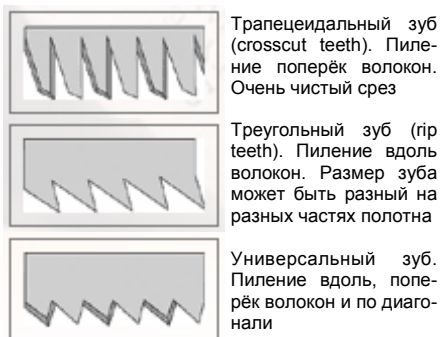 Трапецеидальный зуб
(crosscut teeth). Пиле-
ние поперёк волокон.
Очень чистый срез
Треугольный зуб (rip
teeth). Пиление вдоль
волокон. Размер зуба
может быть разный на
разных частях полотна
Универсальный зуб.
Пиление вдоль, попе-
рёк волокон и по диаго-
нали